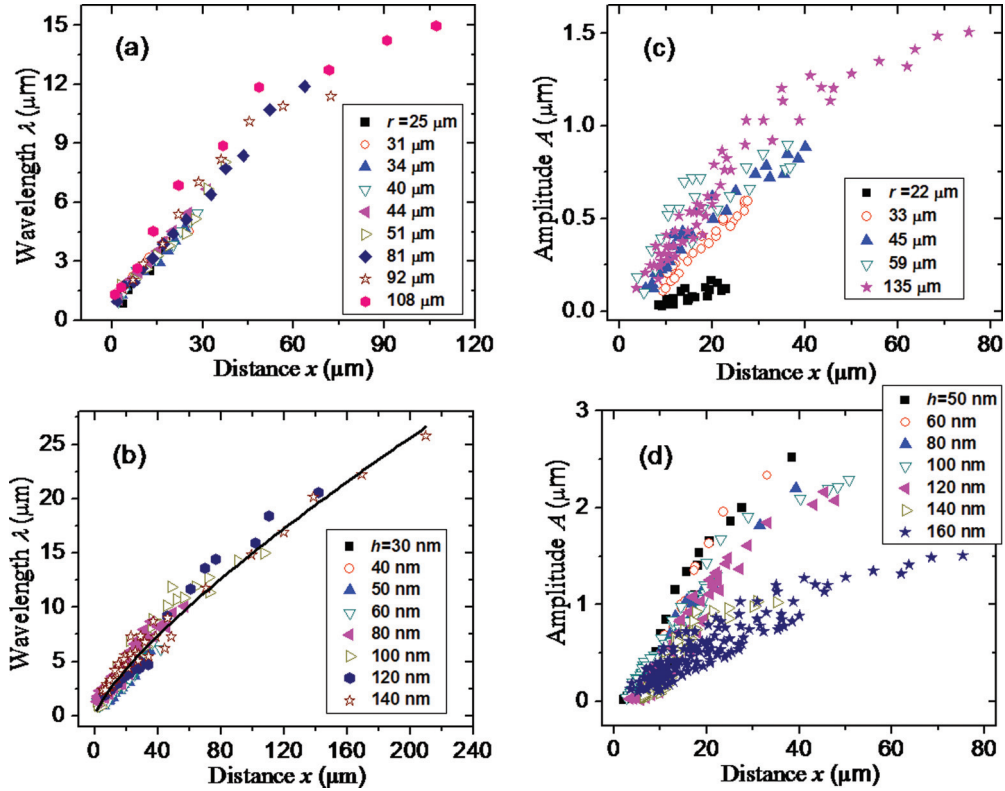 (a)
Wavelength λ (μm)
15
12
9
6
3
0
r =25 μm
31 μm
34 μm
40 μm
44 μm
51 μm
81 μm
92 μm
108 μm
0 30 60 90 120
Distance x (μm)
(c)
Amplitude A (μm)
1.5
1.0
0.5
0.0
r =22 μm
33 μm
45 μm
59 μm
135 μm
0 20 40 60 80
Distance x (μm)
(b)
Wavelength λ (μm)
25
20
15
10
5
0
h=30 nm
40 nm
50 nm
60 nm
80 nm
100 nm
120 nm
140 nm
0 40 80 120 160 200 240
Distance x (μm)
(d)
Amplitude A (μm)
3
2
1
0
h=50 nm
60 nm
80 nm
100 nm
120 nm
140 nm
160 nm
0 20 40 60 80
Distance x (μm)